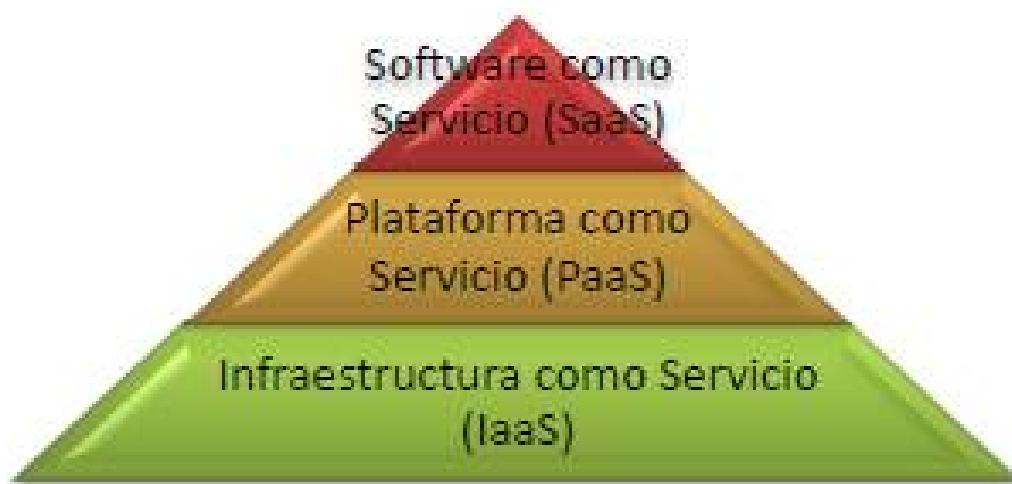 Software como
Servicio (SaaS)
Plataforma como
Servicio (PaaS)
Infraestructura como Servicio
(IaaS)